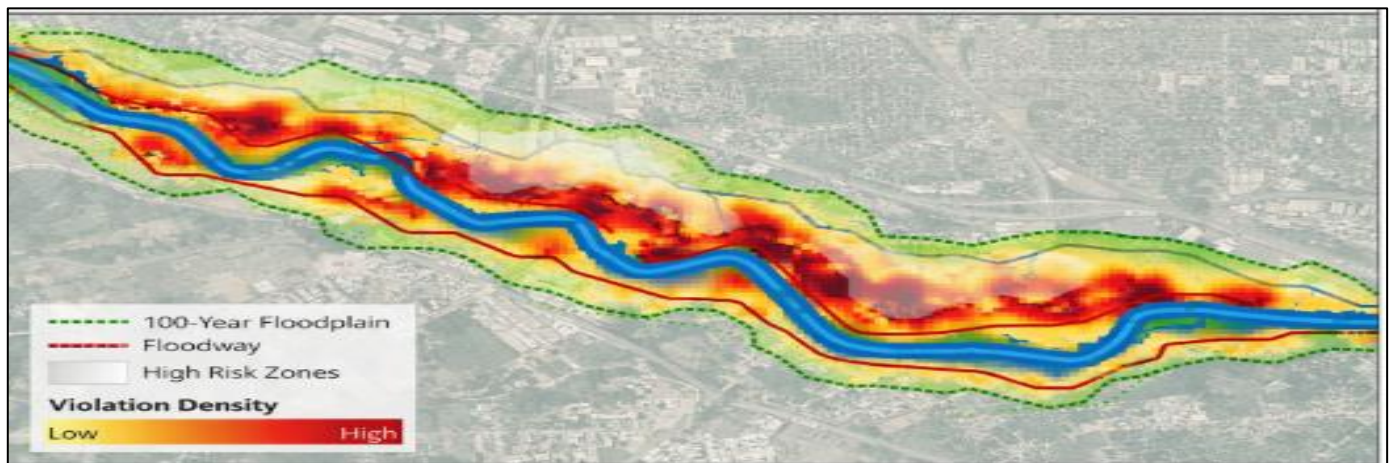 100-Year Floodplain
Floodway
High Risk Zones
Violation Density
Low High